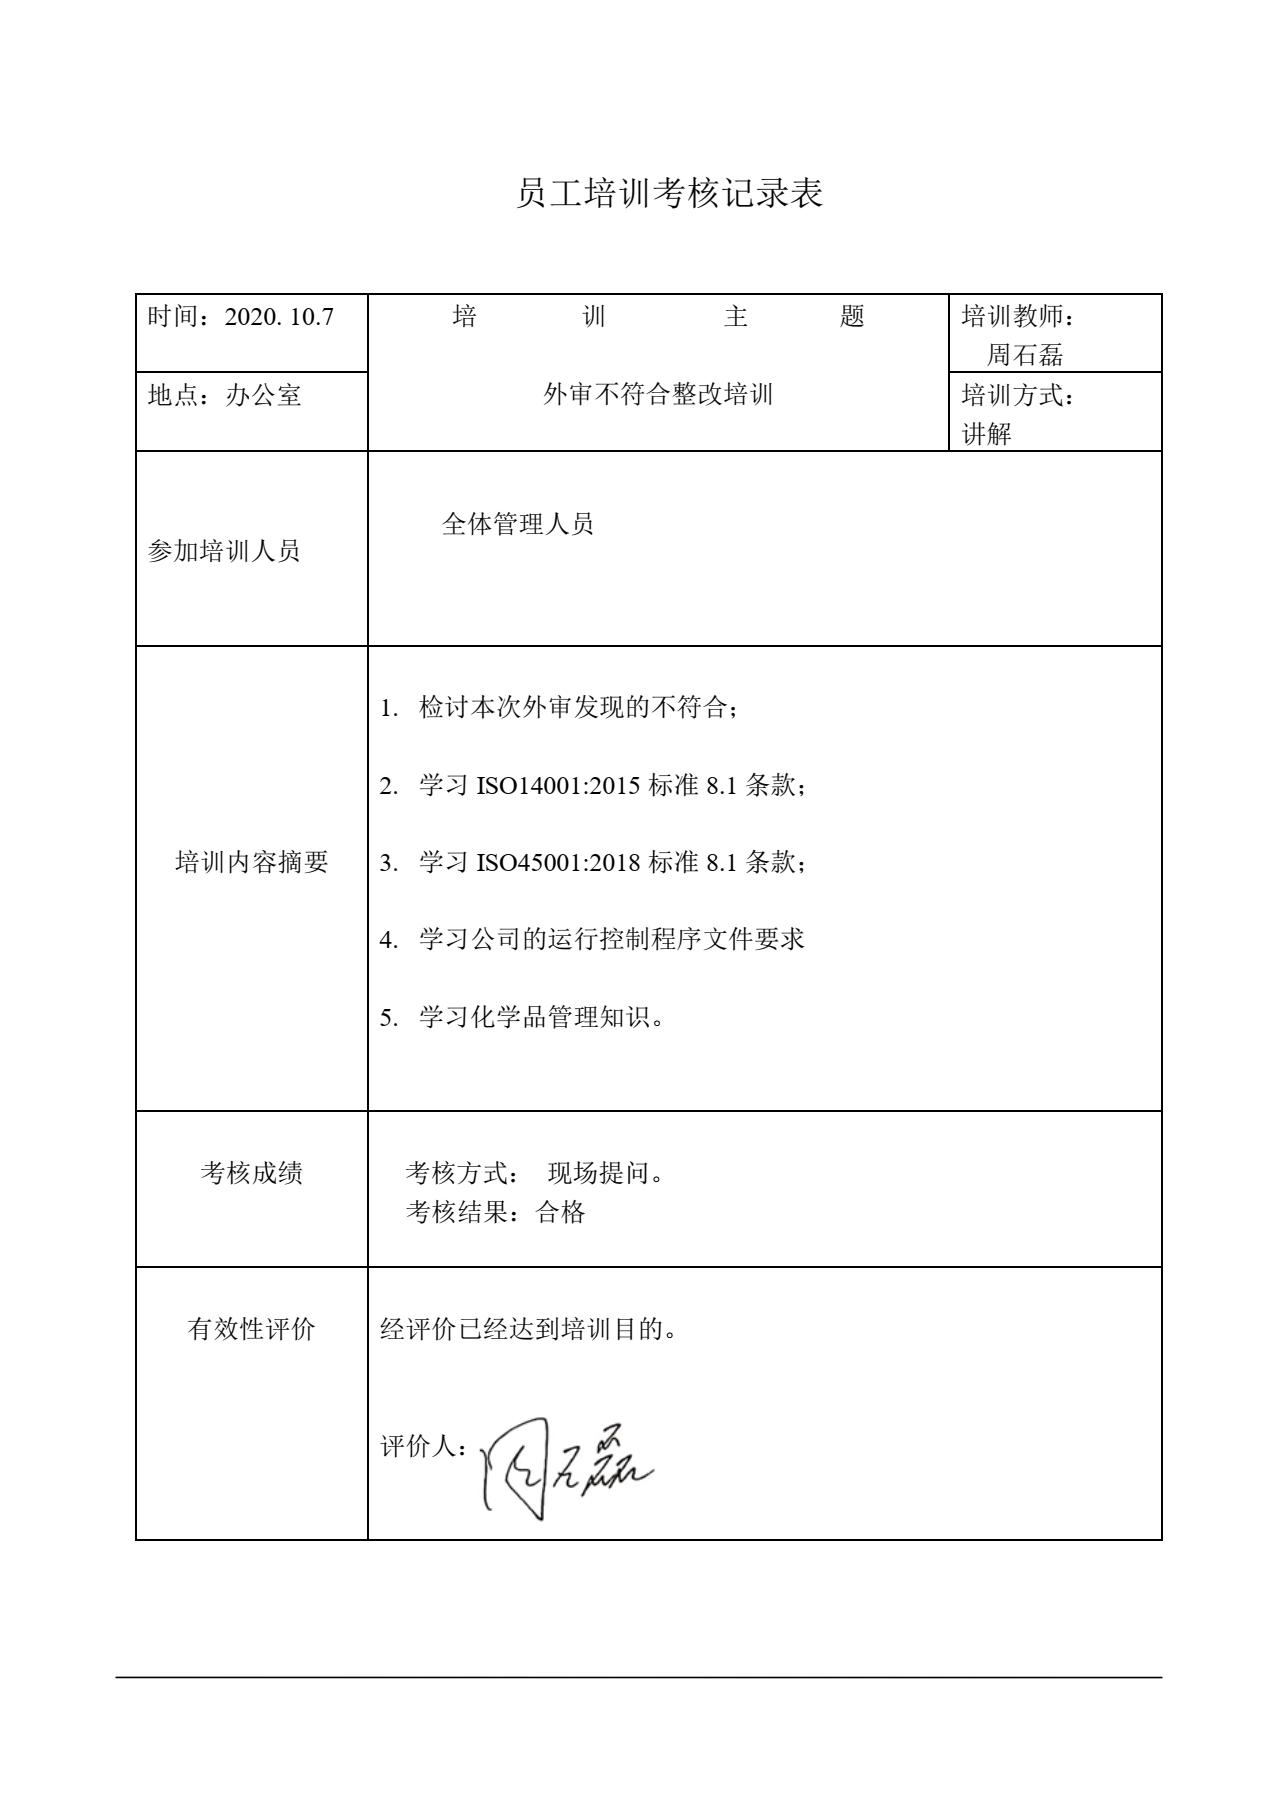 员工培训考核记录表
时间：2020. 10.7
培 训 主 题
培训教师：
周石磊
地点：办公室
外审不符合整改培训
培训方式：
讲解
参加培训人员
全体管理人员
培训内容摘要
1. 检讨本次外审发现的不符合；
2. 学习 ISO14001:2015 标准 8.1 条款；
3. 学习 ISO45001:2018 标准 8.1 条款；
4. 学习公司的运行控制程序文件要求
5. 学习化学品管理知识。
考核成绩
考核方式： 现场提问。
考核结果：合格
有效性评价
经评价已经达到培训目的。
评价人：周石磊